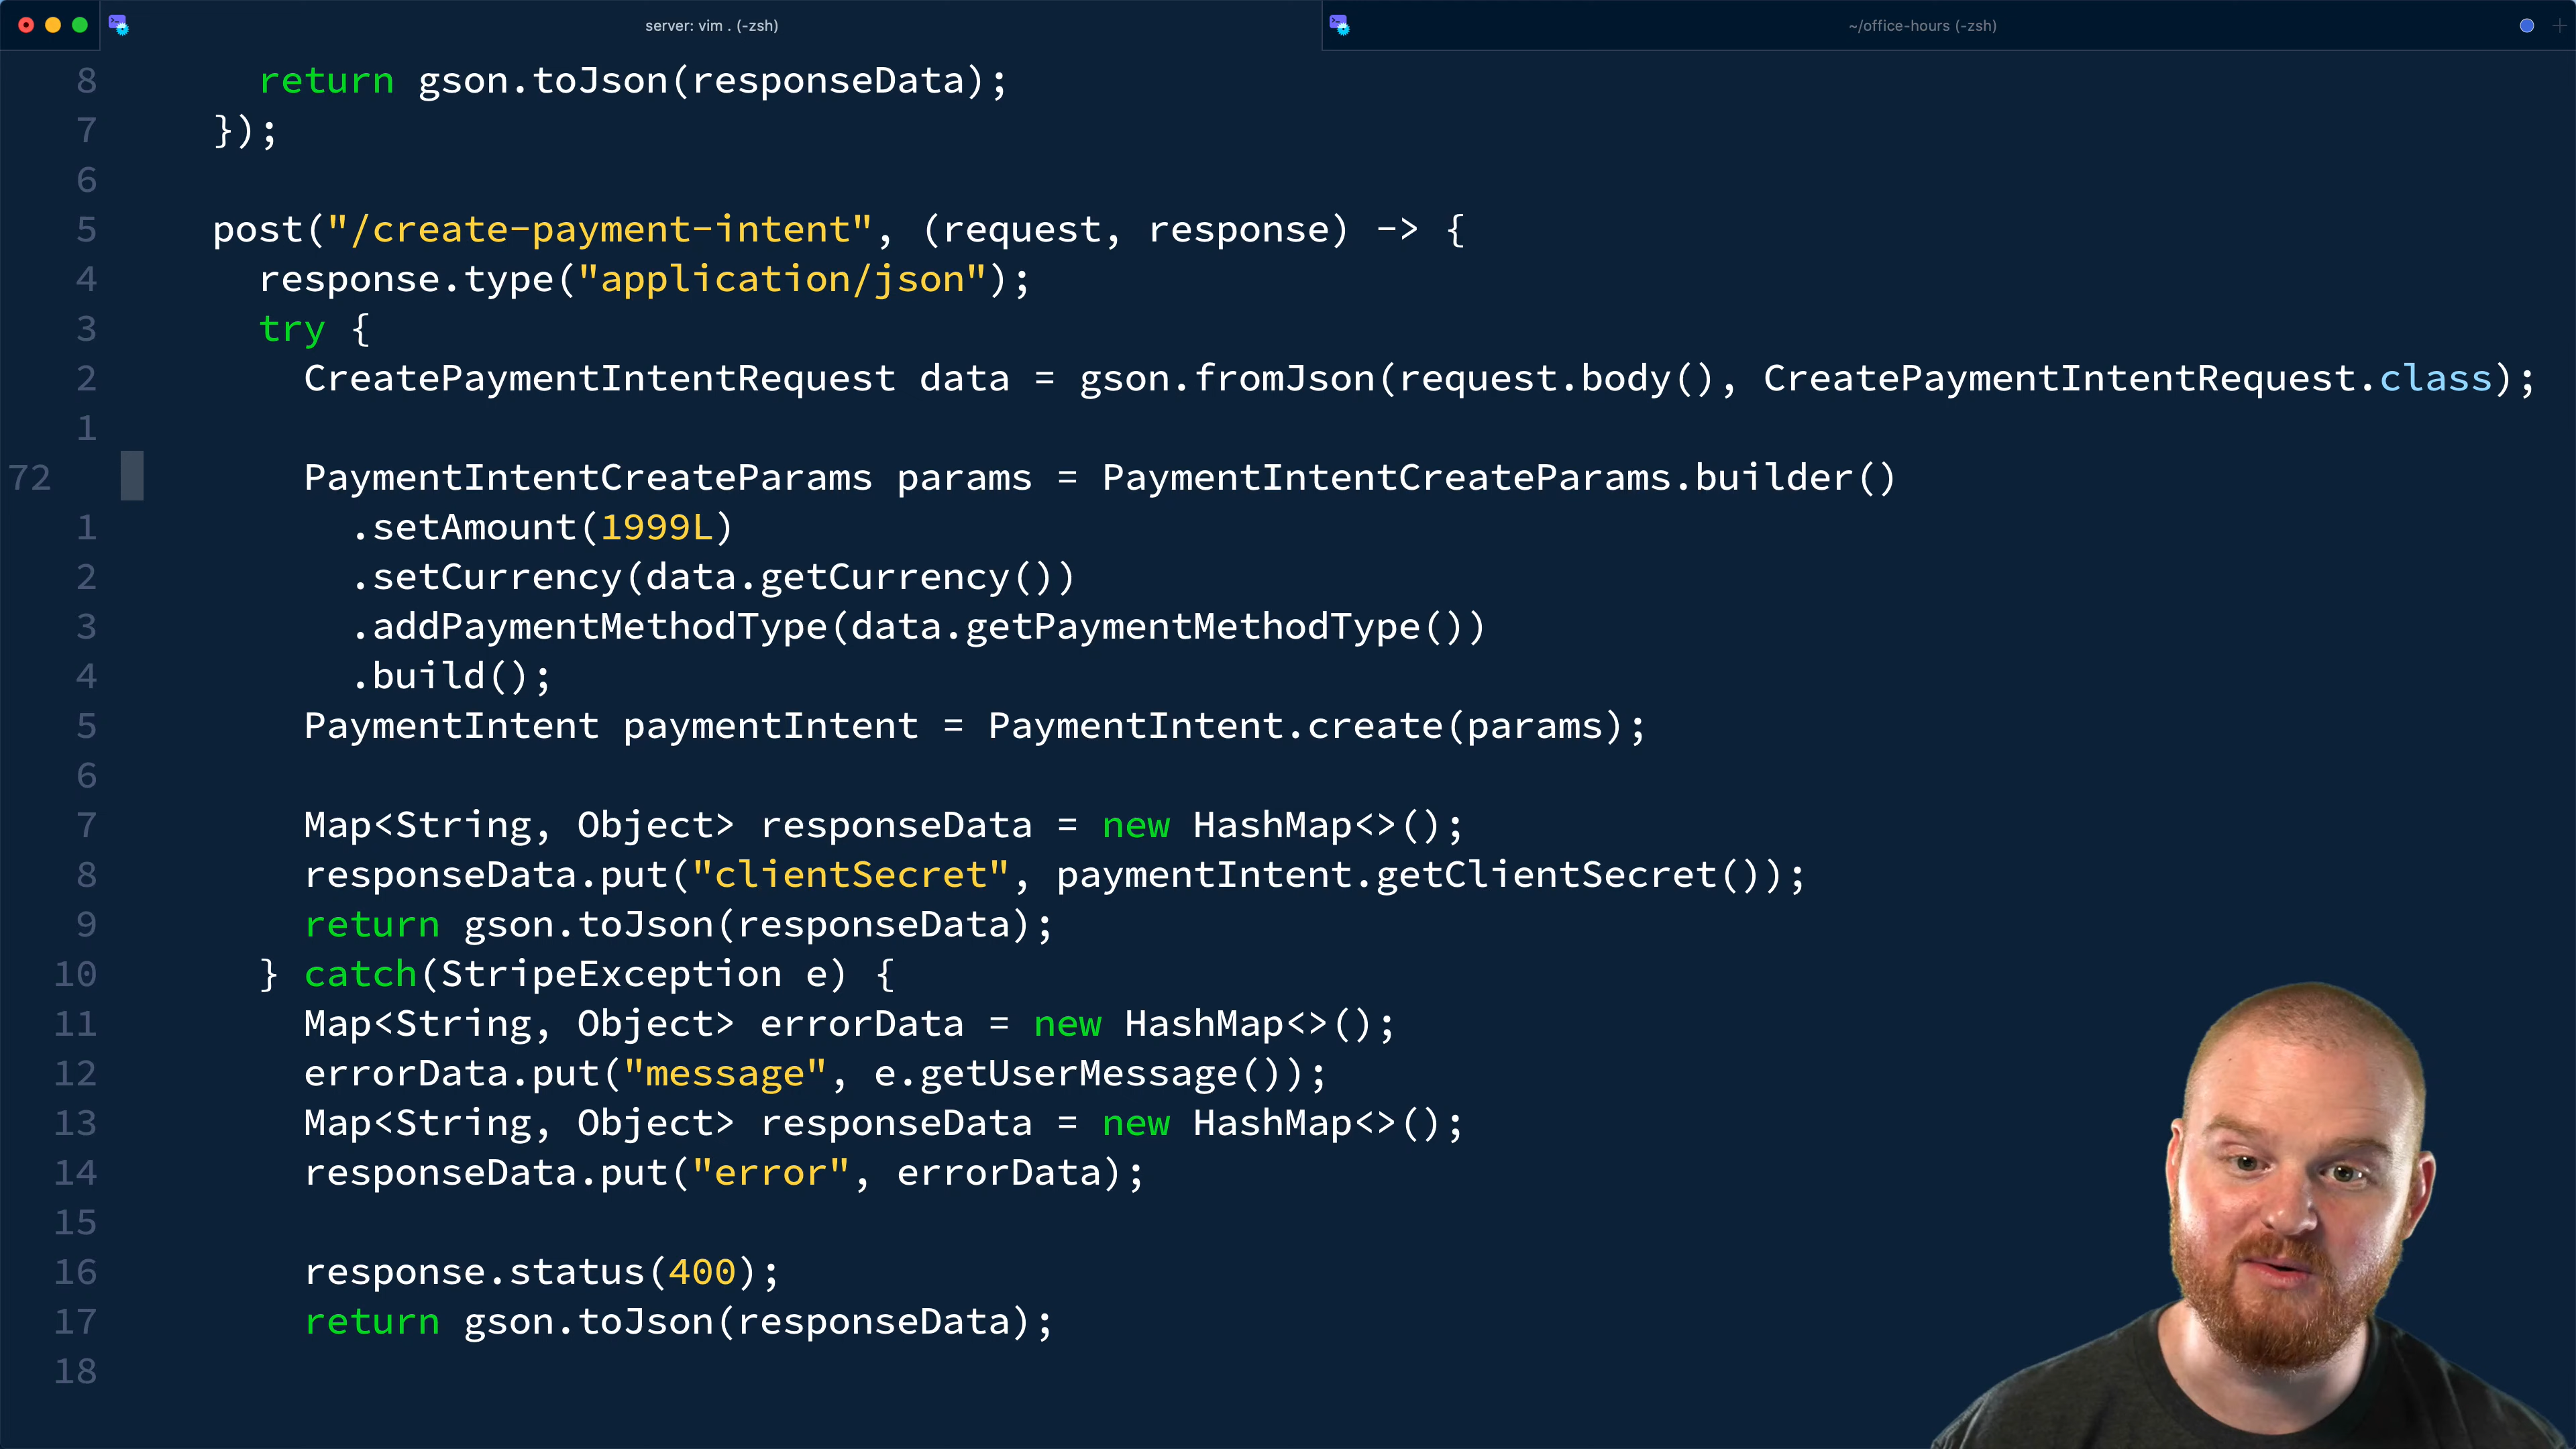 server: vim . (-zsh)
~/office-hours (-zsh)
8 return gson.toJson(responseData);
7 });
6
5 post("/create-payment-intent", (request, response) -> {
4 response.type("application/json");
3 try {
2 CreatePaymentIntentRequest data = gson.fromJson(request.body(), CreatePaymentIntentRequest.class);
1
72 PaymentIntentCreateParams params = PaymentIntentCreateParams.builder()
1 .setAmount(1999L)
2 .setCurrency(data.getCurrency())
3 .addPaymentMethodType(data.getPaymentMethodType())
4 .build();
5 PaymentIntent paymentIntent = PaymentIntent.create(params);
6
7 Map<String, Object> responseData = new HashMap<>();
8 responseData.put("clientSecret", paymentIntent.getClientSecret());
9 return gson.toJson(responseData);
10 } catch(StripeException e) {
11 Map<String, Object> errorData = new HashMap<>();
12 errorData.put("message", e.getUserMessage());
13 Map<String, Object> responseData = new HashMap<>();
14 responseData.put("error", errorData);
15
16 response.status(400);
17 return gson.toJson(responseData);
18